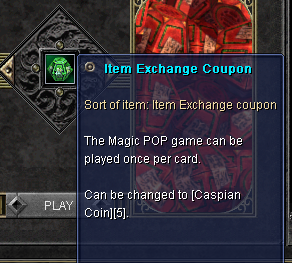 Item Exchange Coupon
Sort of item: Item Exchange coupon
The Magic POP game can be
played once per card.
Can be changed to [Caspian
Coin][5].
PLAY